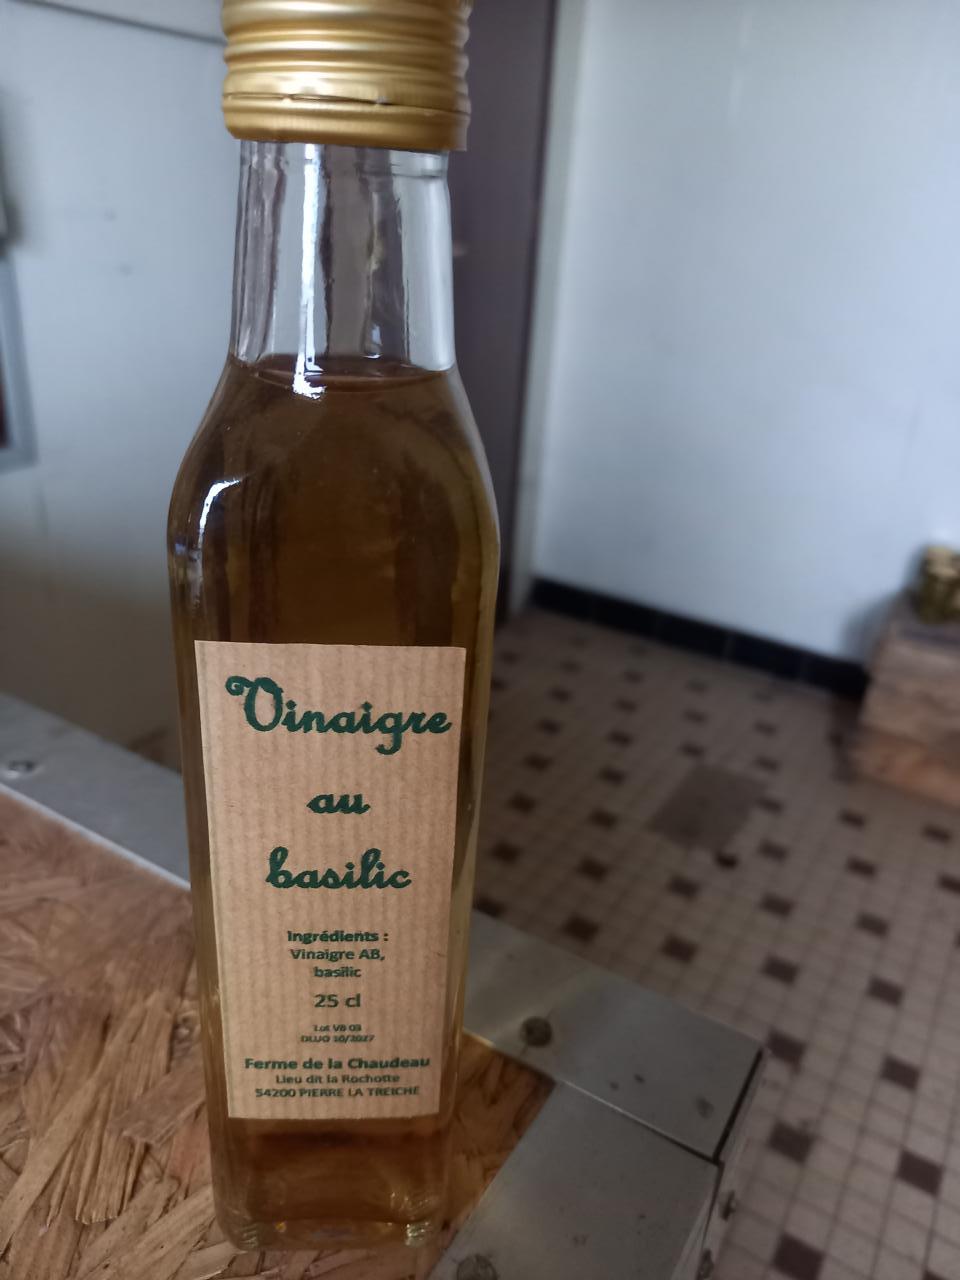 Vinaigre
au
basilic
Ingrédients :
Vinaigre AB,
basilic
25 cl
Lot VB 03
DLUO 10/2027
Ferme de la Chaudeau
Lieu dit la Rochotte
54200 PIERRE LA TREICHE